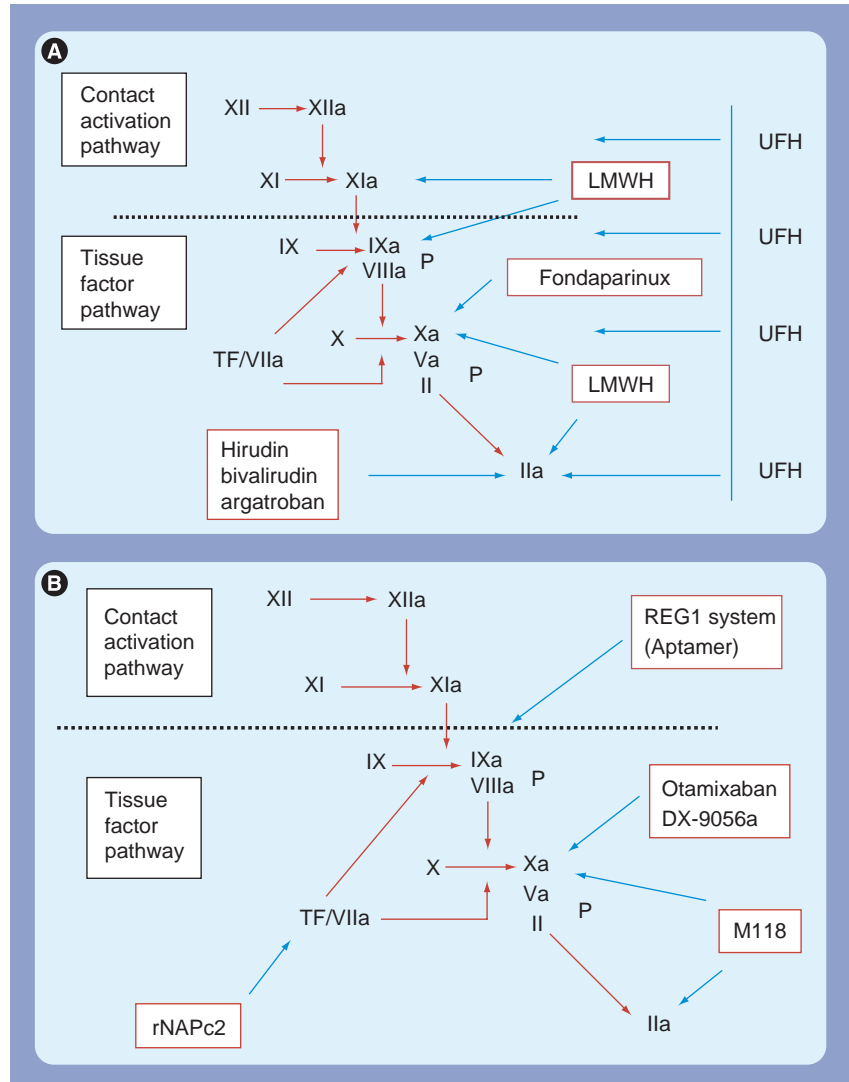 A
Contact
activation
pathway
XII XIIa
UFH
XI XIa
LMWH
Tissue
factor
pathway
IX IXa
VIIIa P
UFH
Fondaparinux
X Xa
Va
II P
UFH
TF/VIIa
LMWH
Hirudin
bivalirudin
argatroban
IIa
UFH
B
Contact
activation
pathway
XII XIIa
REG1 system
(Aptamer)
XI XIa
IX IXa
VIIIa P
Tissue
factor
pathway
Otamixaban
DX-9056a
X Xa
Va
II P
TF/VIIa
M118
rNAPc2
IIa